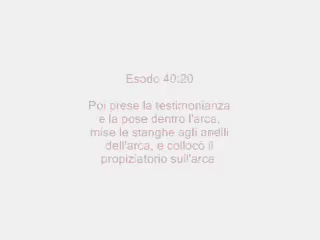 Esodo 40:20
Poi prese la testimonianza
e la pose dentro l'arca,
mise le stanghe agli anelli
dell'arca, e collocò il
propiziatorio sull'arca